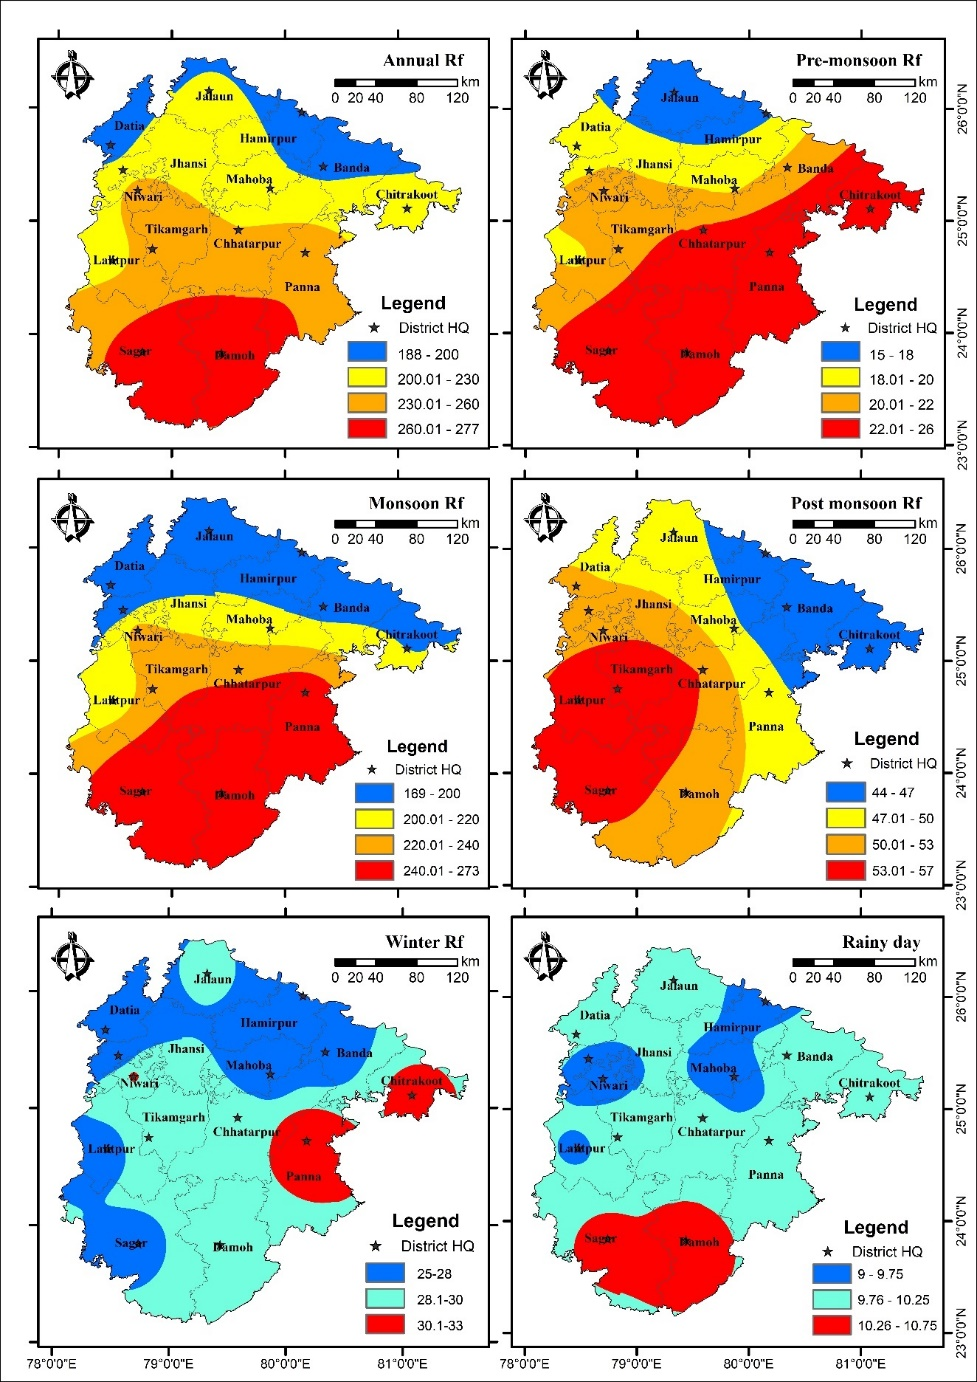 Annual Rf
N
km
0 20 40 80 120
Jalaun
Datia
Hamirpur
Jhansi
Banda
Mahoba
Chitrakoot
Niwari
Tikamgarh
Chhatarpur
Lalitpur
Panna
Sagar
Damoh
Legend
District HQ
188 - 200
200.01 - 230
230.01 - 260
260.01 - 277
Pre-monsoon Rf
N
km
0 20 40 80 120
Jalaun
Datia
Hamirpur
Jhansi
Banda
Mahoba
Chitrakoot
Niwari
Tikamgarh
Chhatarpur
Lalitpur
Panna
Sagar
Damoh
Legend
District HQ
15 - 18
18.01 - 20
20.01 - 22
22.01 - 26
26°0'0"N
25°0'0"N
24°0'0"N
23°0'0"N
Monsoon Rf
N
km
0 20 40 80 120
Jalaun
Datia
Hamirpur
Jhansi
Banda
Mahoba
Chitrakoot
Niwari
Tikamgarh
Chhatarpur
Lalitpur
Panna
Sagar
Damoh
Legend
District HQ
169 - 200
200.01 - 220
220.01 - 240
240.01 - 273
Post monsoon Rf
N
km
0 20 40 80 120
Jalaun
Datia
Hamirpur
Jhansi
Banda
Mahoba
Chitrakoot
Niwari
Tikamgarh
Chhatarpur
Lalitpur
Panna
Sagar
Damoh
Legend
District HQ
44 - 47
47.01 - 50
50.01 - 53
53.01 - 57
26°0'0"N
25°0'0"N
24°0'0"N
23°0'0"N
Winter Rf
N
km
0 20 40 80 120
Jalaun
Datia
Hamirpur
Jhansi
Banda
Mahoba
Chitrakoot
Niwari
Tikamgarh
Chhatarpur
Lalitpur
Panna
Sagar
Damoh
Legend
District HQ
25-28
28.1-30
30.1-33
78°0'0"E 79°0'0"E 80°0'0"E 81°0'0"E
Rainy day
N
km
0 20 40 80 120
Jalaun
Datia
Hamirpur
Jhansi
Banda
Mahoba
Chitrakoot
Niwari
Tikamgarh
Chhatarpur
Lalitpur
Panna
Sagar
Damoh
Legend
District HQ
9 - 9.75
9.76 - 10.25
10.26 - 10.75
26°0'0"N
25°0'0"N
24°0'0"N
23°0'0"N
78°0'0"E 79°0'0"E 80°0'0"E 81°0'0"E